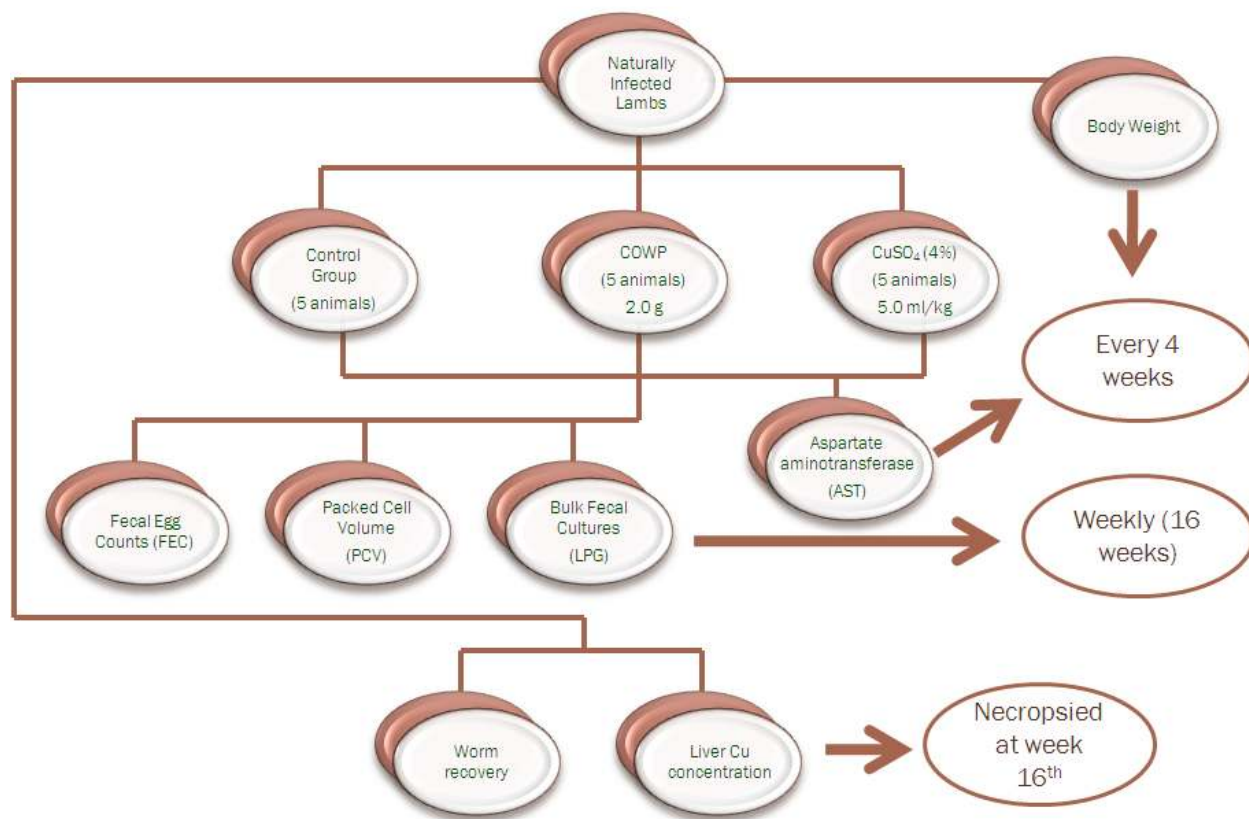 Naturally
Infected
Lambs
Body Weight
Control
Group
(5 animals)
COWP
(5 animals)
2.0 g
CuSO₄ (4%)
(5 animals)
5.0 ml/kg
Every 4
weeks
Aspartate
aminotransferase
(AST)
Fecal Egg
Counts (FEC)
Packed Cell
Volume
(PCV)
Bulk Fecal
Cultures
(LPG)
Weekly (16
weeks)
Worm
recovery
Liver Cu
concentration
Necropsied
at week
16ᵗʰ